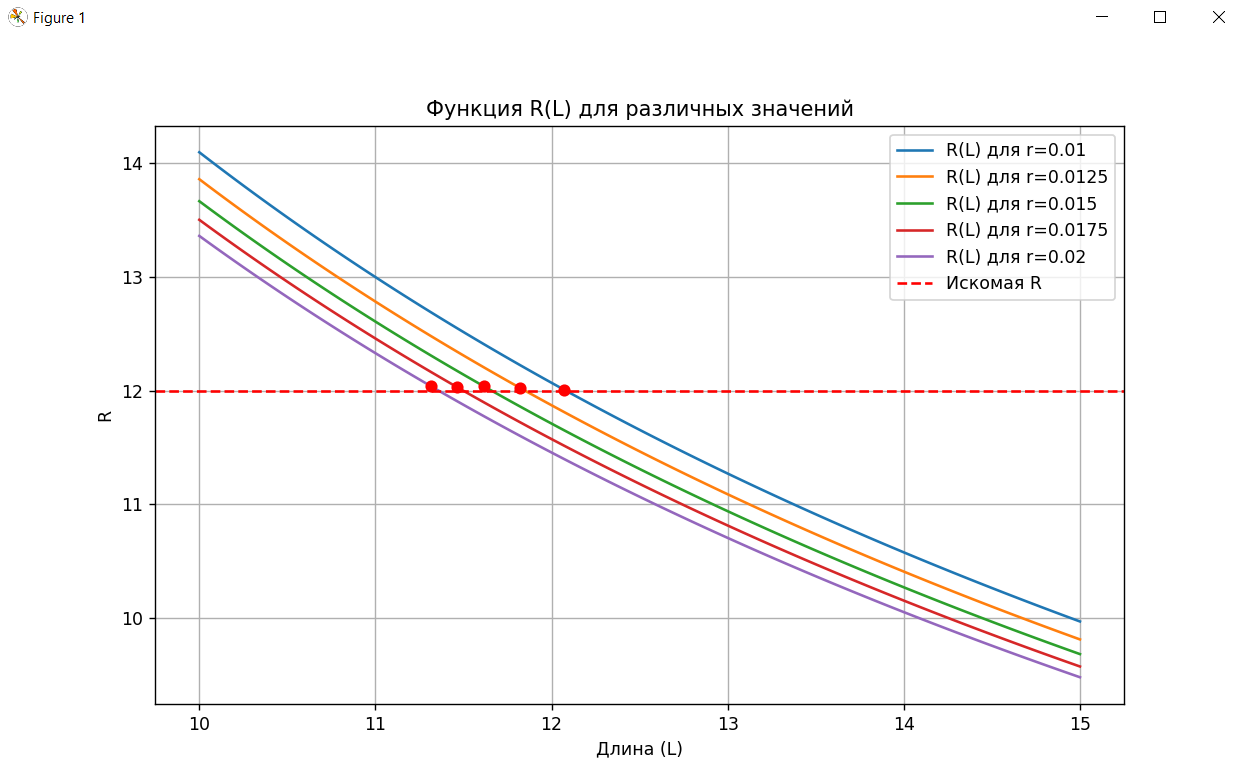 Figure 1
Функция R(L) для различных значений
R(L) для r=0.01
R(L) для r=0.0125
R(L) для r=0.015
R(L) для r=0.0175
R(L) для r=0.02
Искомая R
14
13
12
11
10
R
10 11 12 13 14 15
Длина (L)